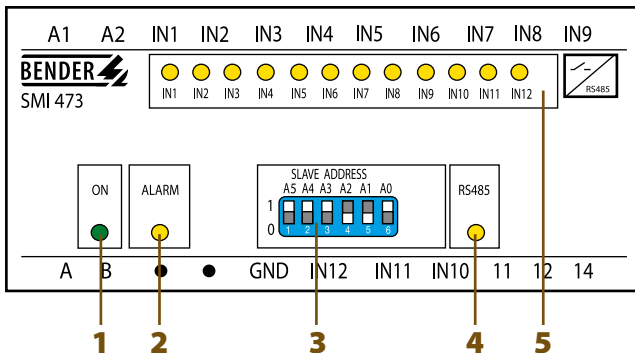 A1 A2 IN1 IN2 IN3 IN4 IN5 IN6 IN7 IN8 IN9
BENDER
SMI 473
IN1 IN2 IN3 IN4 IN5 IN6 IN7 IN8 IN9 IN10 IN11 IN12
RS485
ON
ALARM
SLAVE ADDRESS
A5 A4 A3 A2 A1 A0
1
0
1 2 3 4 5 6
RS485
A B GND IN12 IN11 IN10 11 12 14
1 2 3 4 5